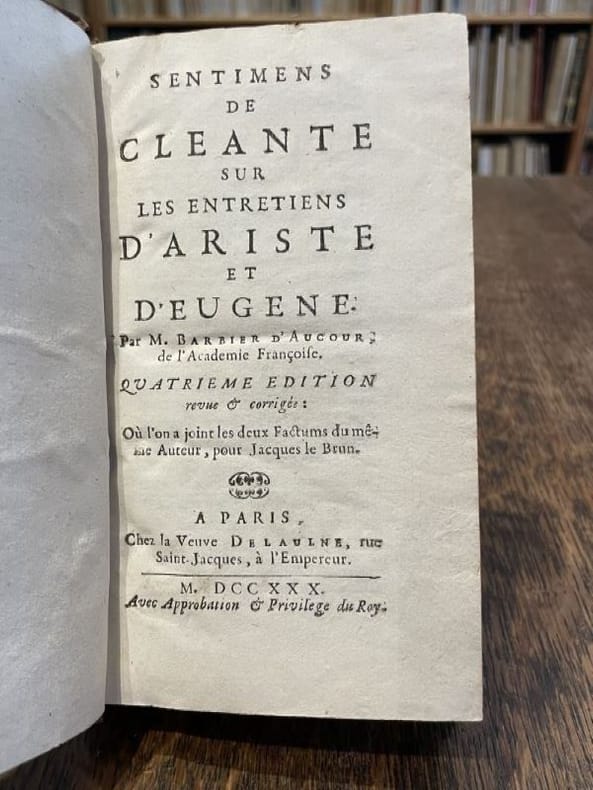 SENTIMENS
DE
CLEANTE
SUR
LES ENTRETIENS
D'ARISTE
ET
D'EUGENE.
Par M. BARBIER D'AUCOUR,
de l'Academie Françoiſe.
QUATRIEME EDITION
revue & corrigée :
Où l'on a joint les deux Factums du mê-
me Auteur, pour Jacques le Brun.
A PARIS,
Chez la Veuve DELAULNE, rue
Saint-Jacques, à l'Empereur.
M. DCC XXX.
Avec Approbation & Privilege du Roy.